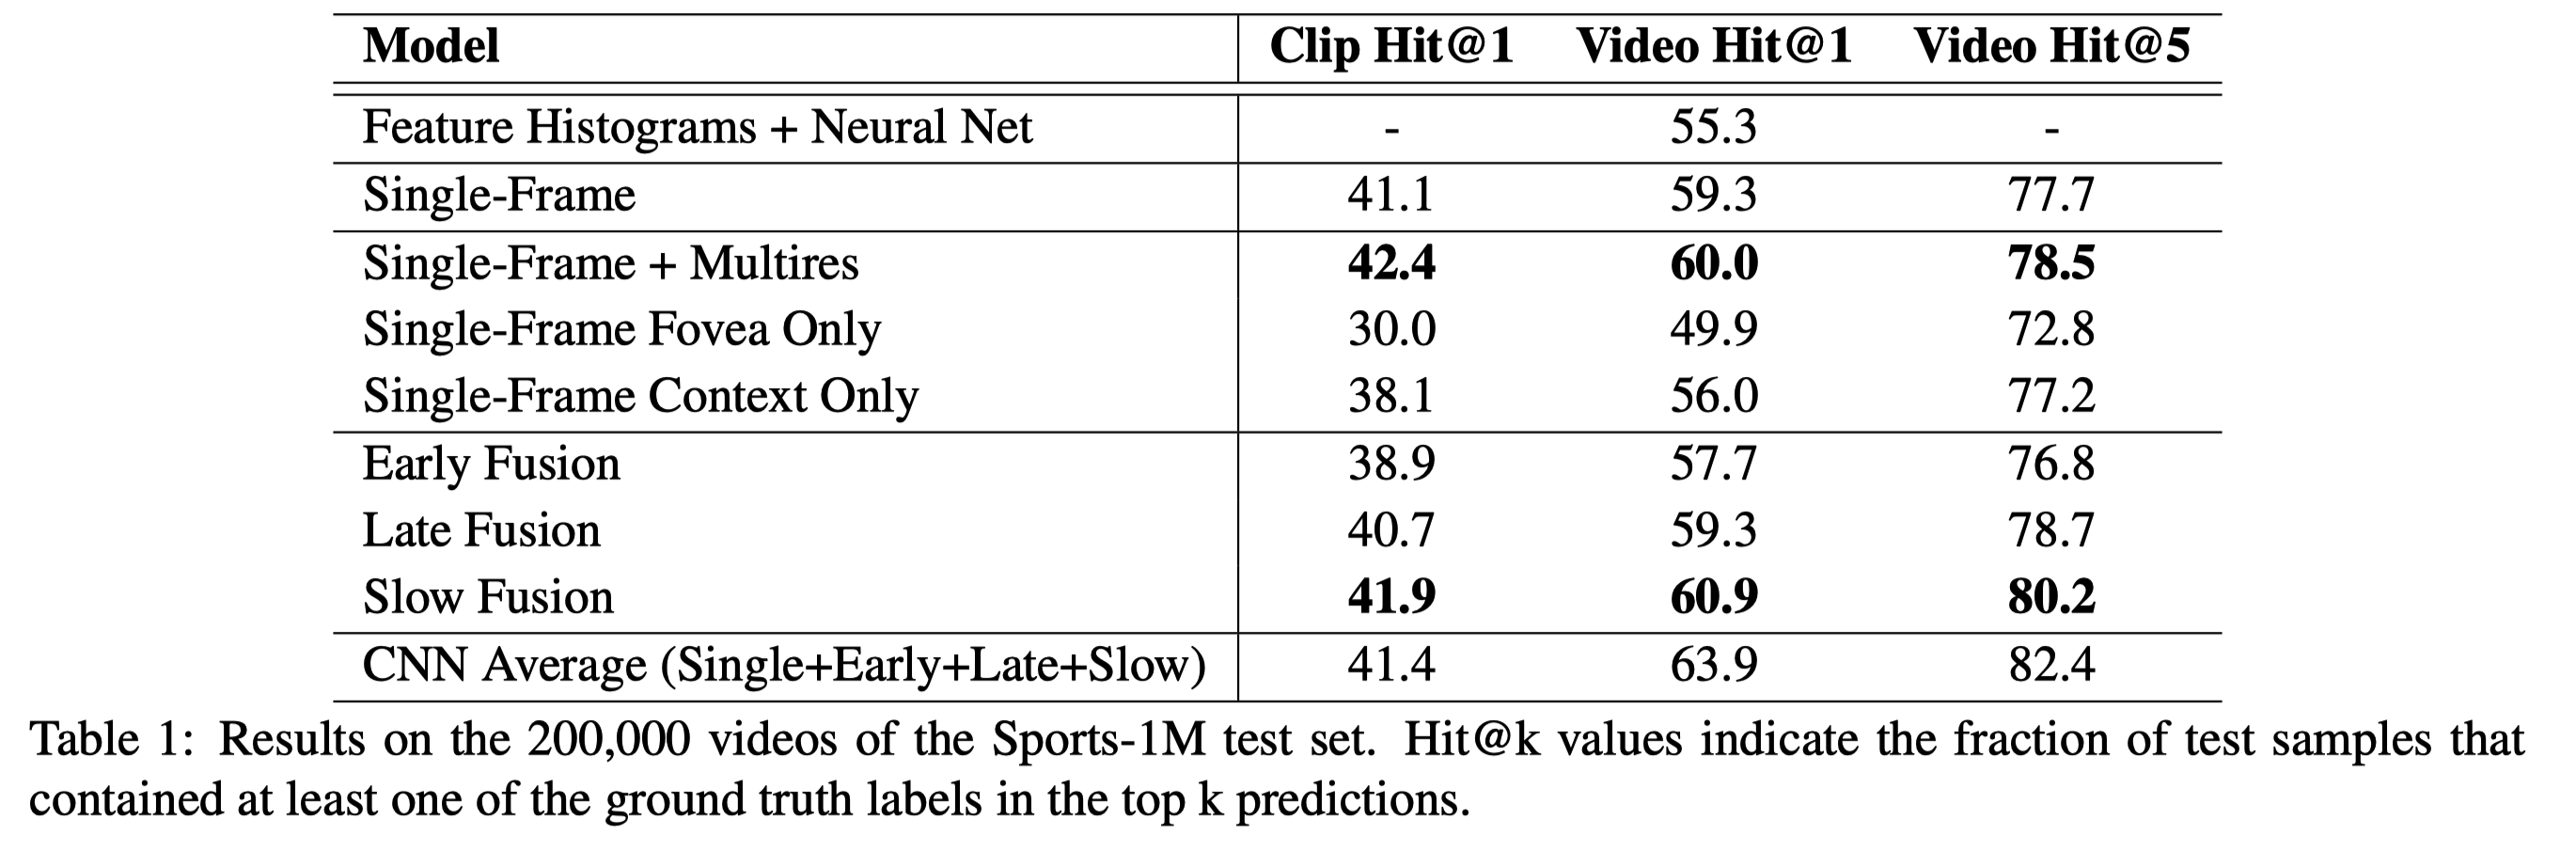 Model Clip Hit@1 Video Hit@1 Video Hit@5
Feature Histograms + Neural Net - 55.3 -
Single-Frame 41.1 59.3 77.7
Single-Frame + Multires 42.4 60.0 78.5
Single-Frame Fovea Only 30.0 49.9 72.8
Single-Frame Context Only 38.1 56.0 77.2
Early Fusion 38.9 57.7 76.8
Late Fusion 40.7 59.3 78.7
Slow Fusion 41.9 60.9 80.2
CNN Average (Single+Early+Late+Slow) 41.4 63.9 82.4
Table 1: Results on the 200,000 videos of the Sports-1M test set. Hit@k values indicate the fraction of test samples that
contained at least one of the ground truth labels in the top k predictions.